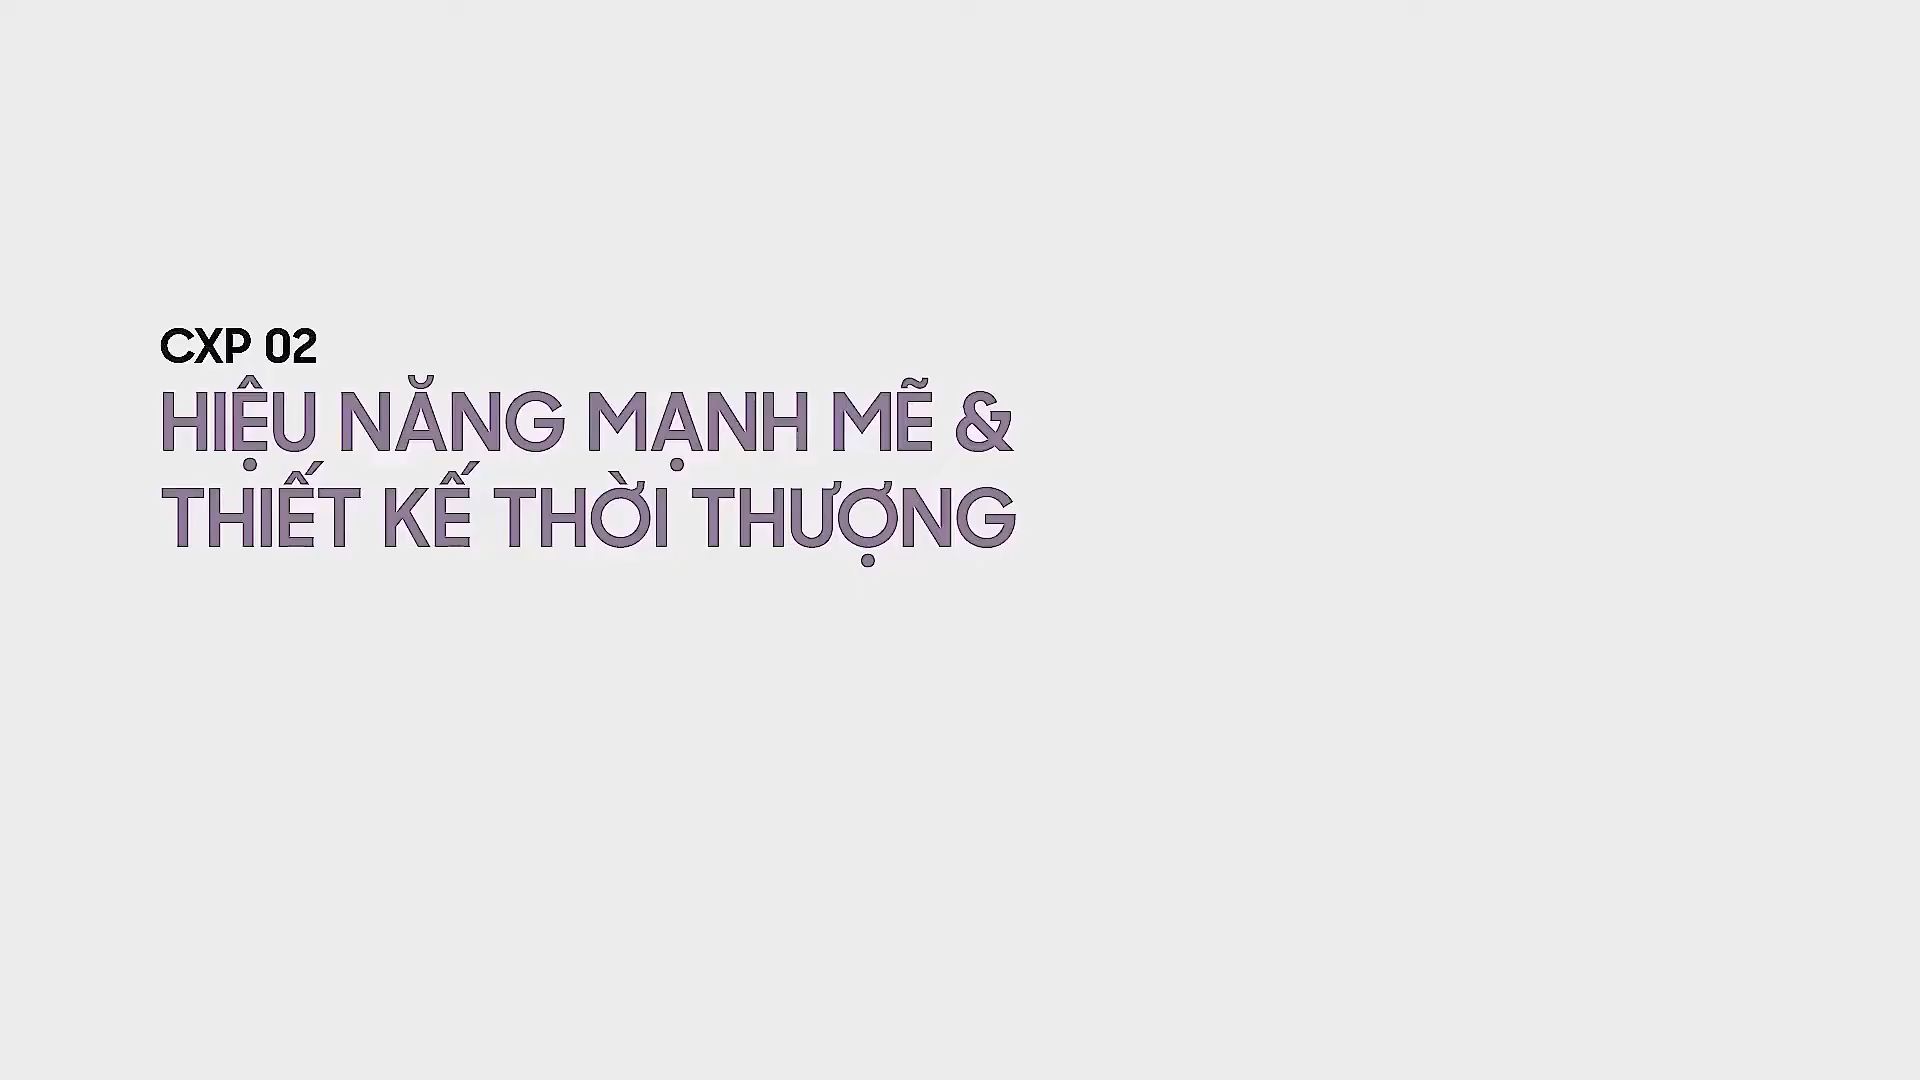 CXP 02
HIỆU NĂNG MẠNH MẼ &
THIẾT KẾ THỜI THƯỢNG